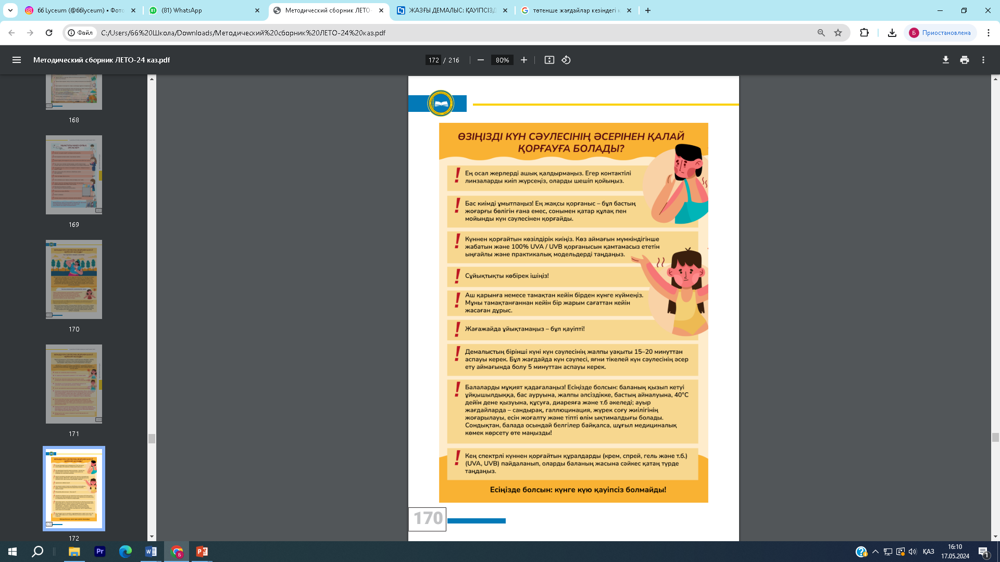 66 Lyceum (@66lyceum) • Фото
(81) WhatsApp
Методический сборник ЛЕТО-
ЖАЗҒЫ ДЕМАЛЫС: ҚАУІПСІЗД
төтенше жағдайлар кезіндегі
Файл
C:/Users/66%20Школа/Downloads/Методический%20сборник%20ЛЕТО-24%20каз.pdf
Б Приостановлена
Методический сборник ЛЕТО-24 каз.pdf
172 / 216
80%
168
169
170
171
172
ӨЗІҢІЗДІ КҮН СӘУЛЕСІНІҢ ӘСЕРІНЕН ҚАЛАЙ
ҚОРҒАУҒА БОЛАДЫ?
! Ең осал жерлерді ашық қалдырмаңыз. Егер контактілі
линзаларды киіп жүрсеңіз, оларды шешіп қойыңыз.
! Бас киімді ұмытпаңыз! Ең жақсы қорғаныс – бұл бастың
жоғарғы бөлігін ғана емес, сонымен қатар құлақ пен
мойынды күн сәулесінен қорғайды.
! Күннен қорғайтын көзілдірік киіңіз. Көз аймағын мүмкіндігінше
жабатын және 100% UVA / UVB қорғанысын қамтамасыз ететін
ыңғайлы және практикалық модельдерді таңдаңыз.
! Сұйықтықты көбірек ішіңіз!
! Аш қарынға немесе тамақтан кейін бірден күнге күймеңіз.
Мұны тамақтанғаннан кейін бір жарым сағаттан кейін
жасаған дұрыс.
! Жағажайда ұйықтамаңыз – бұл қауіпті!
! Демалыстың бірінші күні күн сәулесінің жалпы уақыты 15–20 минуттан
аспауы керек. Бұл жағдайда күн сәулесі, яғни тікелей күн сәулесінің әсер
ету аймағында болу 5 минуттан аспауы керек.
! Балаларды мұқият қадағалаңыз! Есіңізде болсын: баланың қызып кетуі
ұйқышылдыққа, бас ауруына, жалпы әлсіздікке, бастың айналуына, 40°C
дейін дене қызуына, құсуға, диареяға және т.б әкеледі; ауыр
жағдайларда – сандырақ, галлюцинация, жүрек соғу жиілігінің
жоғарылауы, есін жоғалту және тіпті өлім ықтималдығы болады.
Сондықтан, балада осындай белгілер байқалса, шұғыл медициналық
көмек көрсету өте маңызды!
! Кең спектрлі күннен қорғайтын құралдарды (крем, спрей, гель және т.б.)
(UVA, UVB) пайдаланып, оларды баланың жасына сәйкес қатаң түрде
таңдаңыз.
Есіңізде болсын: күнге күю қауіпсіз болмайды!
170
Pr
ҚАЗ
16:10
17.05.2024
1